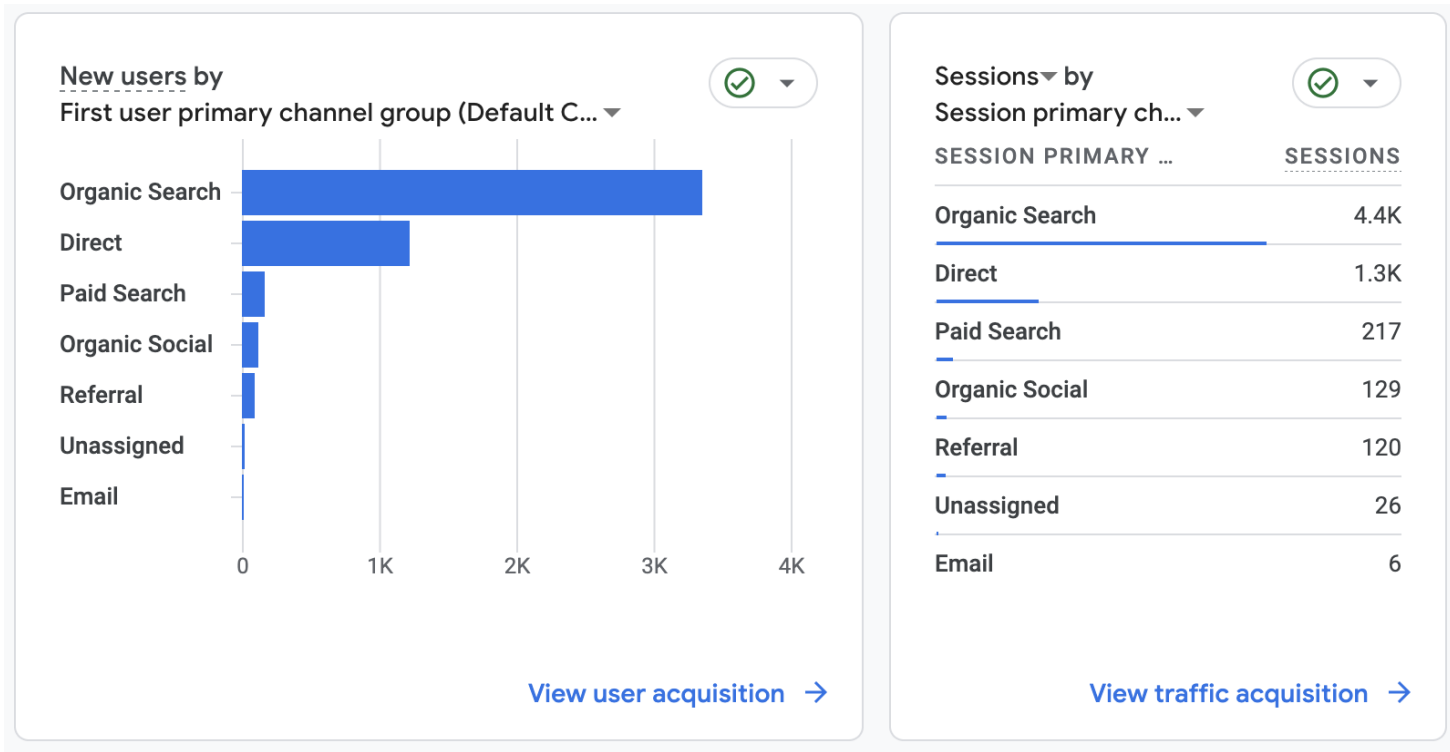 New users by
First user primary channel group (Default C...
Organic Search
Direct
Paid Search
Organic Social
Referral
Unassigned
Email
0 1K 2K 3K 4K
View user acquisition
Sessions by
Session primary ch...
SESSION PRIMARY ... SESSIONS
Organic Search 4.4K
Direct 1.3K
Paid Search 217
Organic Social 129
Referral 120
Unassigned 26
Email 6
View traffic acquisition